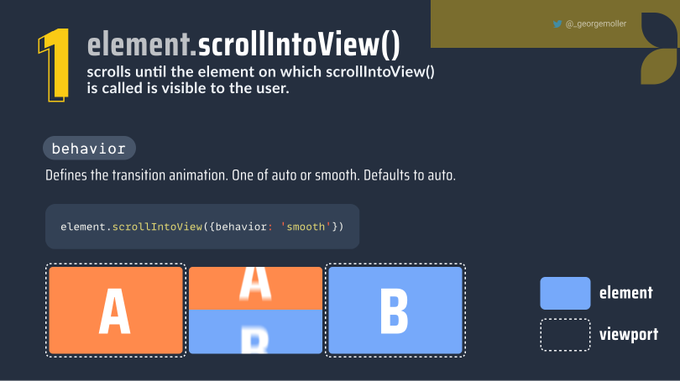 @_georgemoller
1
element.scrollIntoView()
scrolls until the element on which scrollIntoView()
is called is visible to the user.
behavior
Defines the transition animation. One of auto or smooth. Defaults to auto.
element.scrollIntoView({behavior: 'smooth'})
A
A
B
B
element
viewport